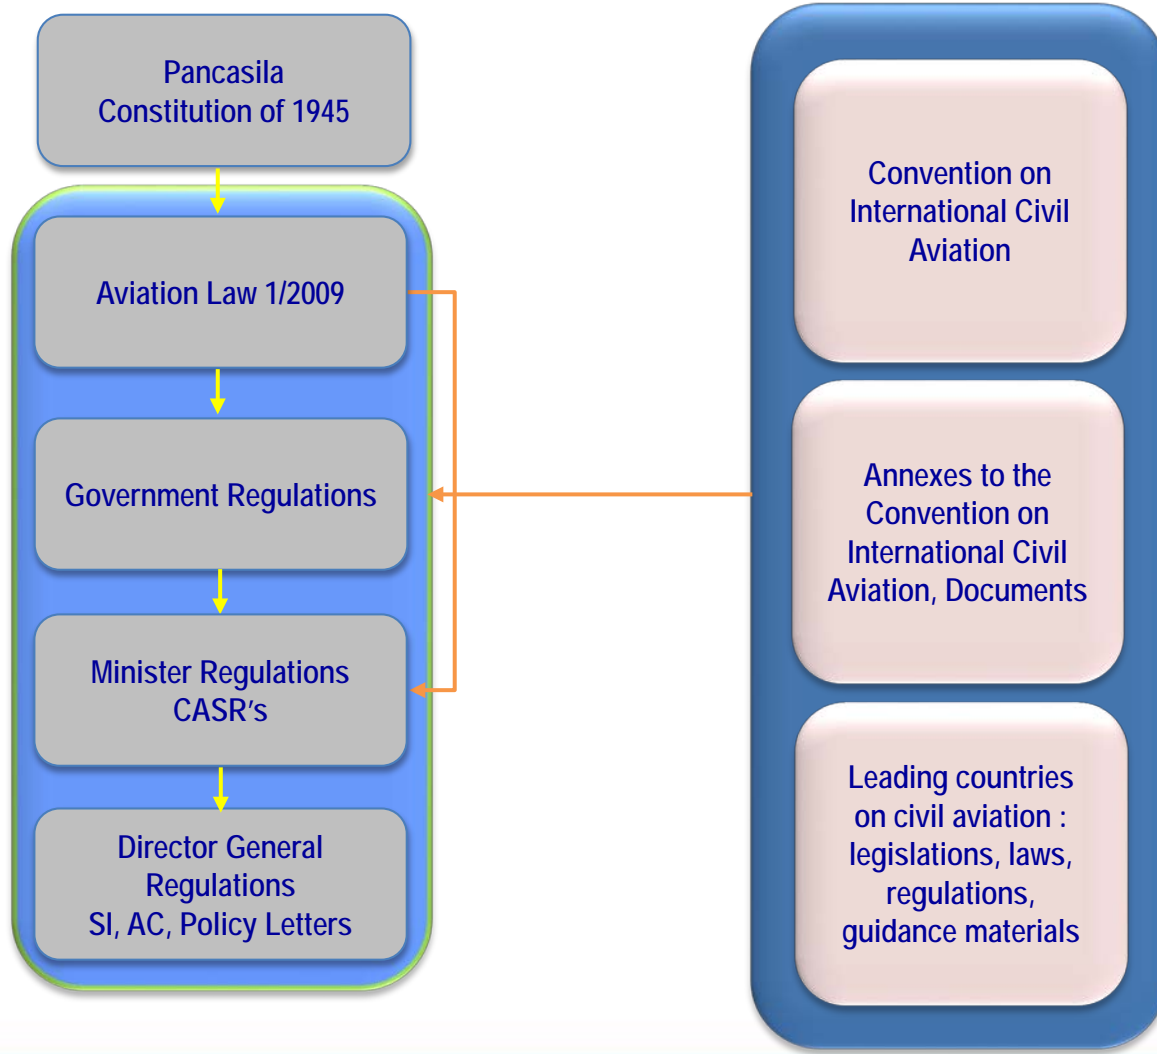 Pancasila
Constitution of 1945
Aviation Law 1/2009
Government Regulations
Minister Regulations
CASR's
Director General
Regulations
SI, AC, Policy Letters
Convention on
International Civil
Aviation
Annexes to the
Convention on
International Civil
Aviation, Documents
Leading countries
on civil aviation :
legislations, laws,
regulations,
guidance materials